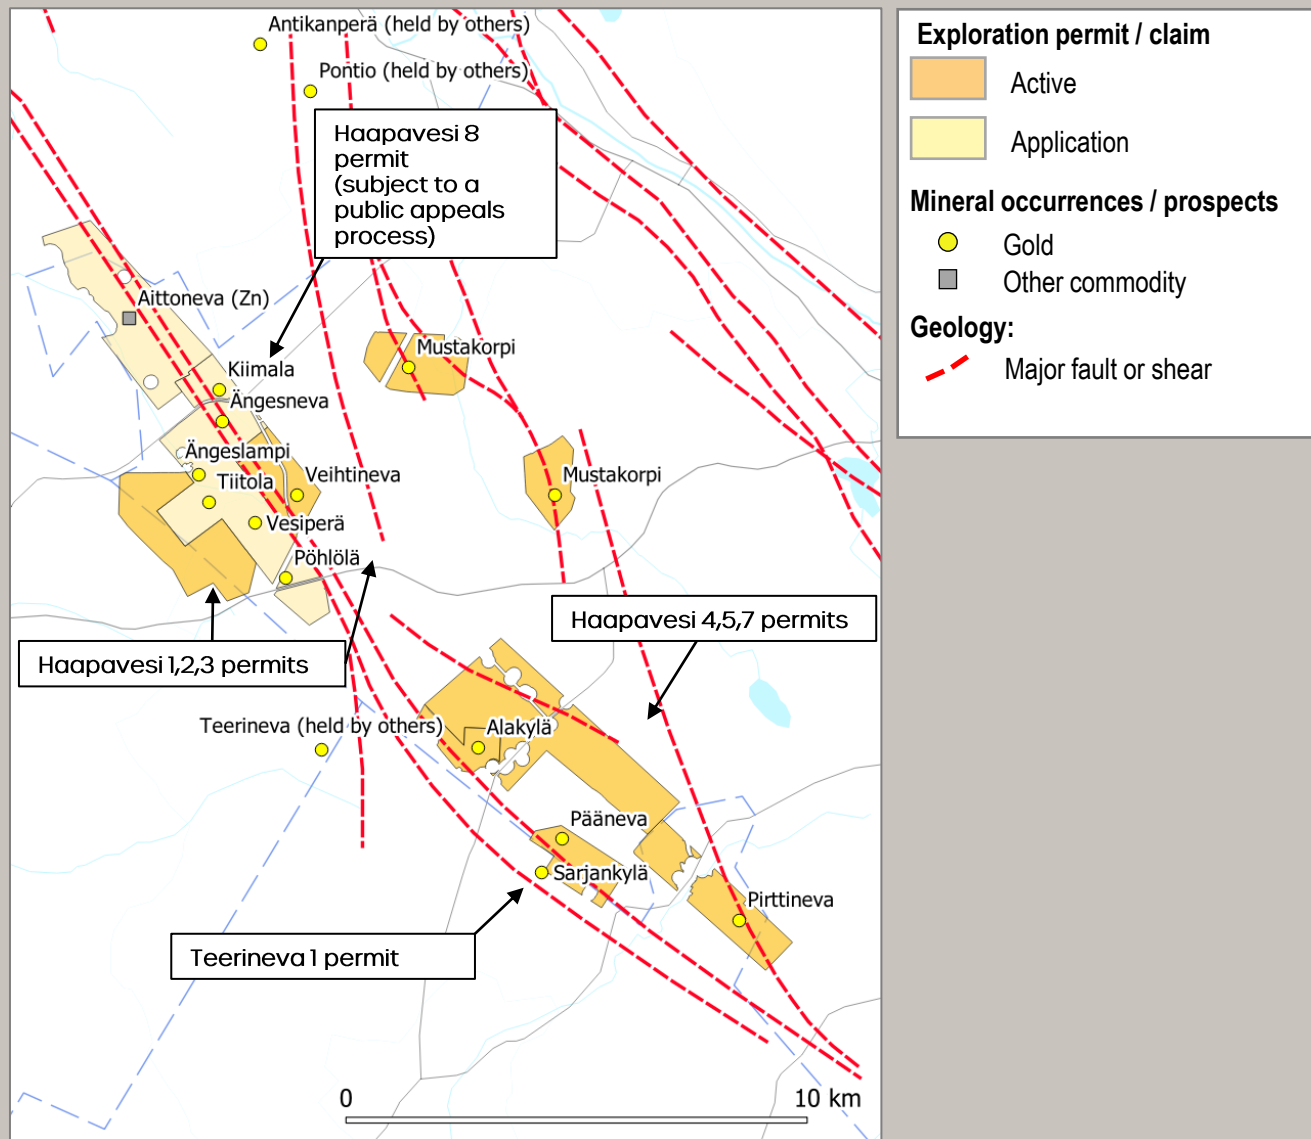 Antikanperä (held by others)
Pontio (held by others)
Haapavesi 8
permit
(subject to a
public appeals
process)
Aittoneva (Zn)
Kiimala
Ängesneva
Mustakorpi
Ängeslampi
Tiitola
Veihtineva
Mustakorpi
Vesiperä
Pöhlölä
Haapavesi 4,5,7 permits
Haapavesi 1,2,3 permits
Teerineva (held by others)
Alakylä
Pääneva
Sarjankylä
Pirttineva
Teerineva 1 permit
0 10 km
Exploration permit / claim
Active
Application
Mineral occurrences / prospects
Gold
Other commodity
Geology:
Major fault or shear